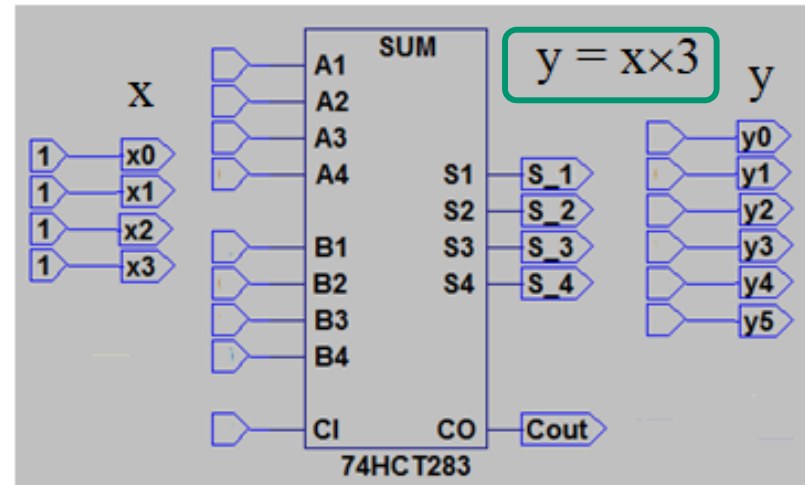 SUM
y = x×3
x
y
A1
A2
A3
A4
B1
B2
B3
B4
CI
S1
S2
S3
S4
CO
1 x0
1 x1
1 x2
1 x3
S_1
S_2
S_3
S_4
Cout
y0
y1
y2
y3
y4
y5
74HCT283